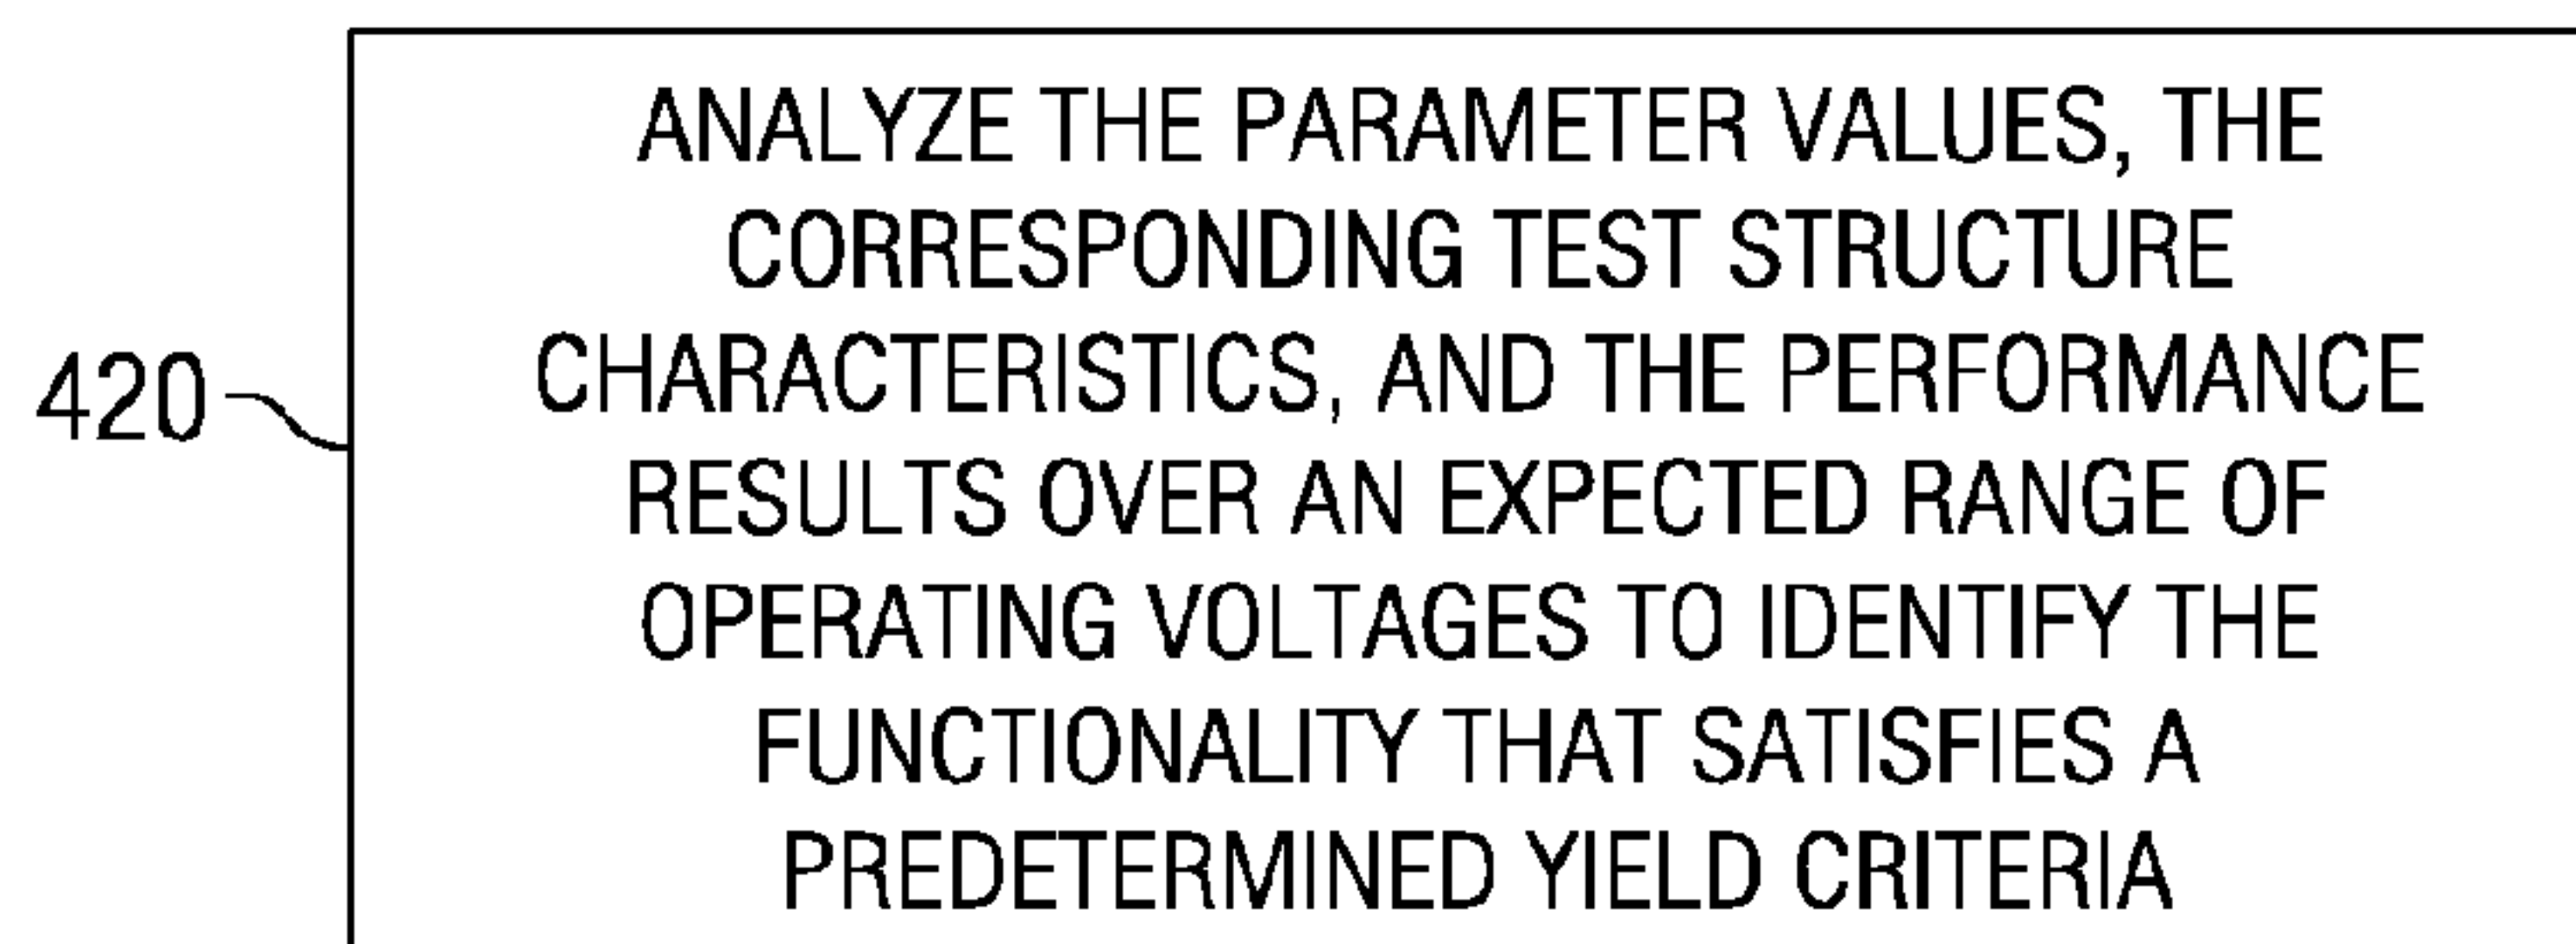 ANALYZE THE PARAMETER VALUES, THE
CORRESPONDING TEST STRUCTURE
CHARACTERISTICS, AND THE PERFORMANCE
RESULTS OVER AN EXPECTED RANGE OF
OPERATING VOLTAGES TO IDENTIFY THE
FUNCTIONALITY THAT SATISFIES A
PREDETERMINED YIELD CRITERIA
420